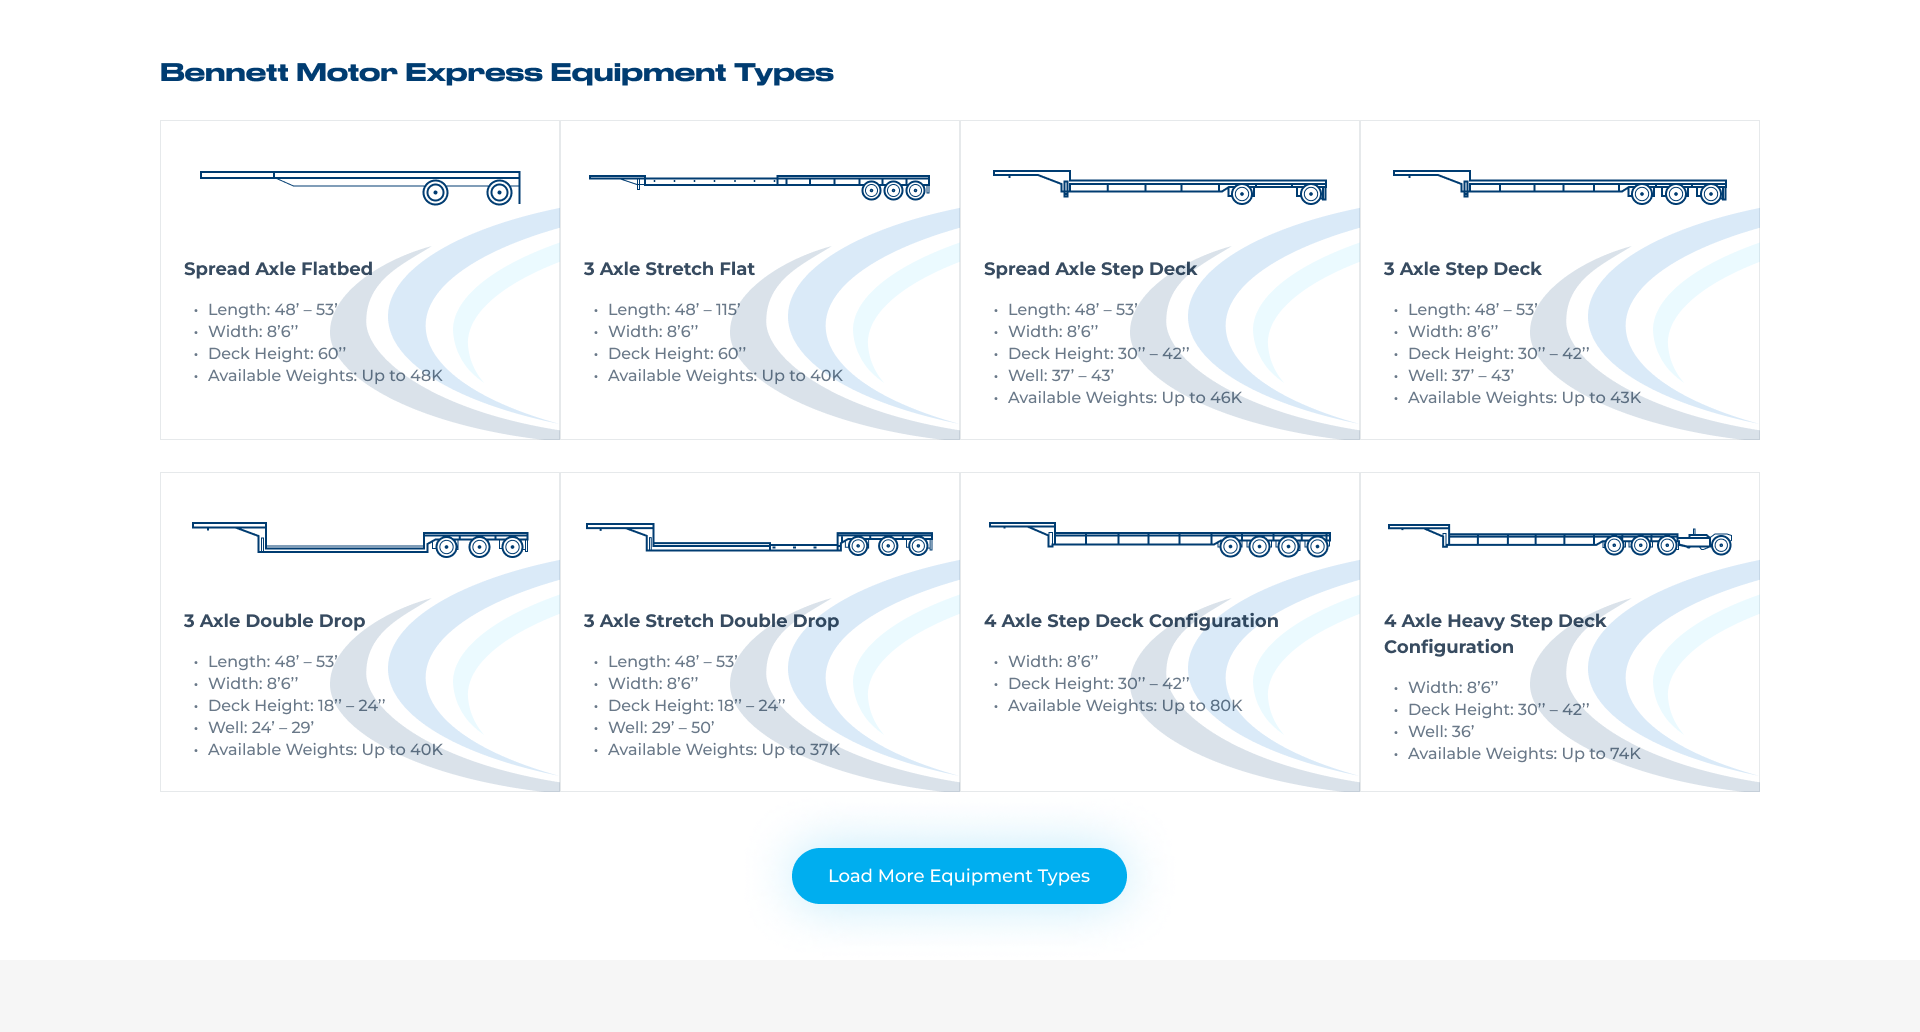 Bennett Motor Express Equipment Types
Spread Axle Flatbed
• Length: 48’ – 53’
• Width: 8’6’’
• Deck Height: 60’’
• Available Weights: Up to 48K
3 Axle Stretch Flat
• Length: 48’ – 115’
• Width: 8’6’’
• Deck Height: 60’’
• Available Weights: Up to 40K
Spread Axle Step Deck
• Length: 48’ – 53’
• Width: 8’6’’
• Deck Height: 30’’ – 42’’
• Well: 37’ – 43’
• Available Weights: Up to 46K
3 Axle Step Deck
• Length: 48’ – 53’
• Width: 8’6’’
• Deck Height: 30’’ – 42’’
• Well: 37’ – 43’
• Available Weights: Up to 43K
3 Axle Double Drop
• Length: 48’ – 53’
• Width: 8’6’’
• Deck Height: 18’’ – 24’’
• Well: 24’ – 29’
• Available Weights: Up to 40K
3 Axle Stretch Double Drop
• Length: 48’ – 53’
• Width: 8’6’’
• Deck Height: 18’’ – 24’’
• Well: 29’ – 50’
• Available Weights: Up to 37K
4 Axle Step Deck Configuration
• Width: 8’6’’
• Deck Height: 30’’ – 42’’
• Available Weights: Up to 80K
4 Axle Heavy Step Deck
Configuration
• Width: 8’6’’
• Deck Height: 30’’ – 42’’
• Well: 36’
• Available Weights: Up to 74K
Load More Equipment Types